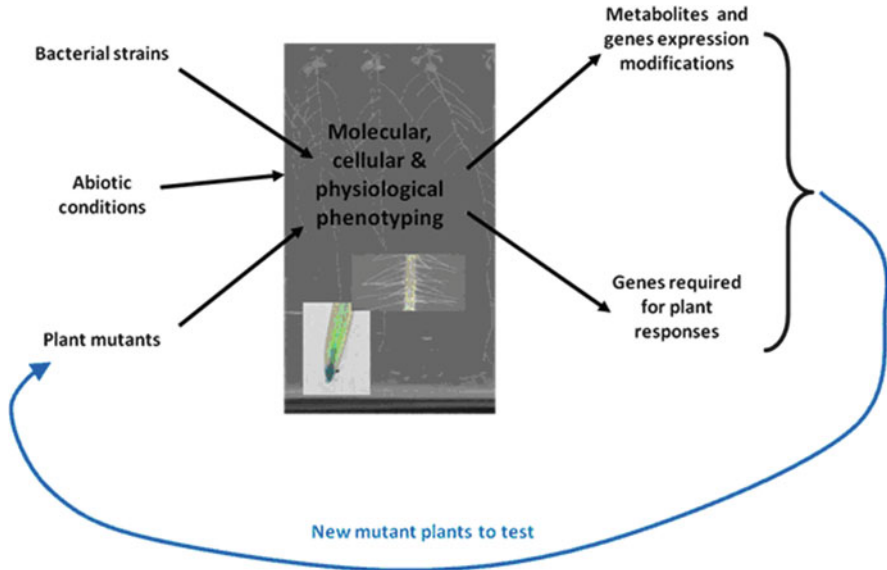 Bacterial strains
Abiotic
conditions
Plant mutants
Molecular,
cellular &
physiological
phenotyping
Metabolites and
genes expression
modifications
Genes required
for plant
responses
New mutant plants to test